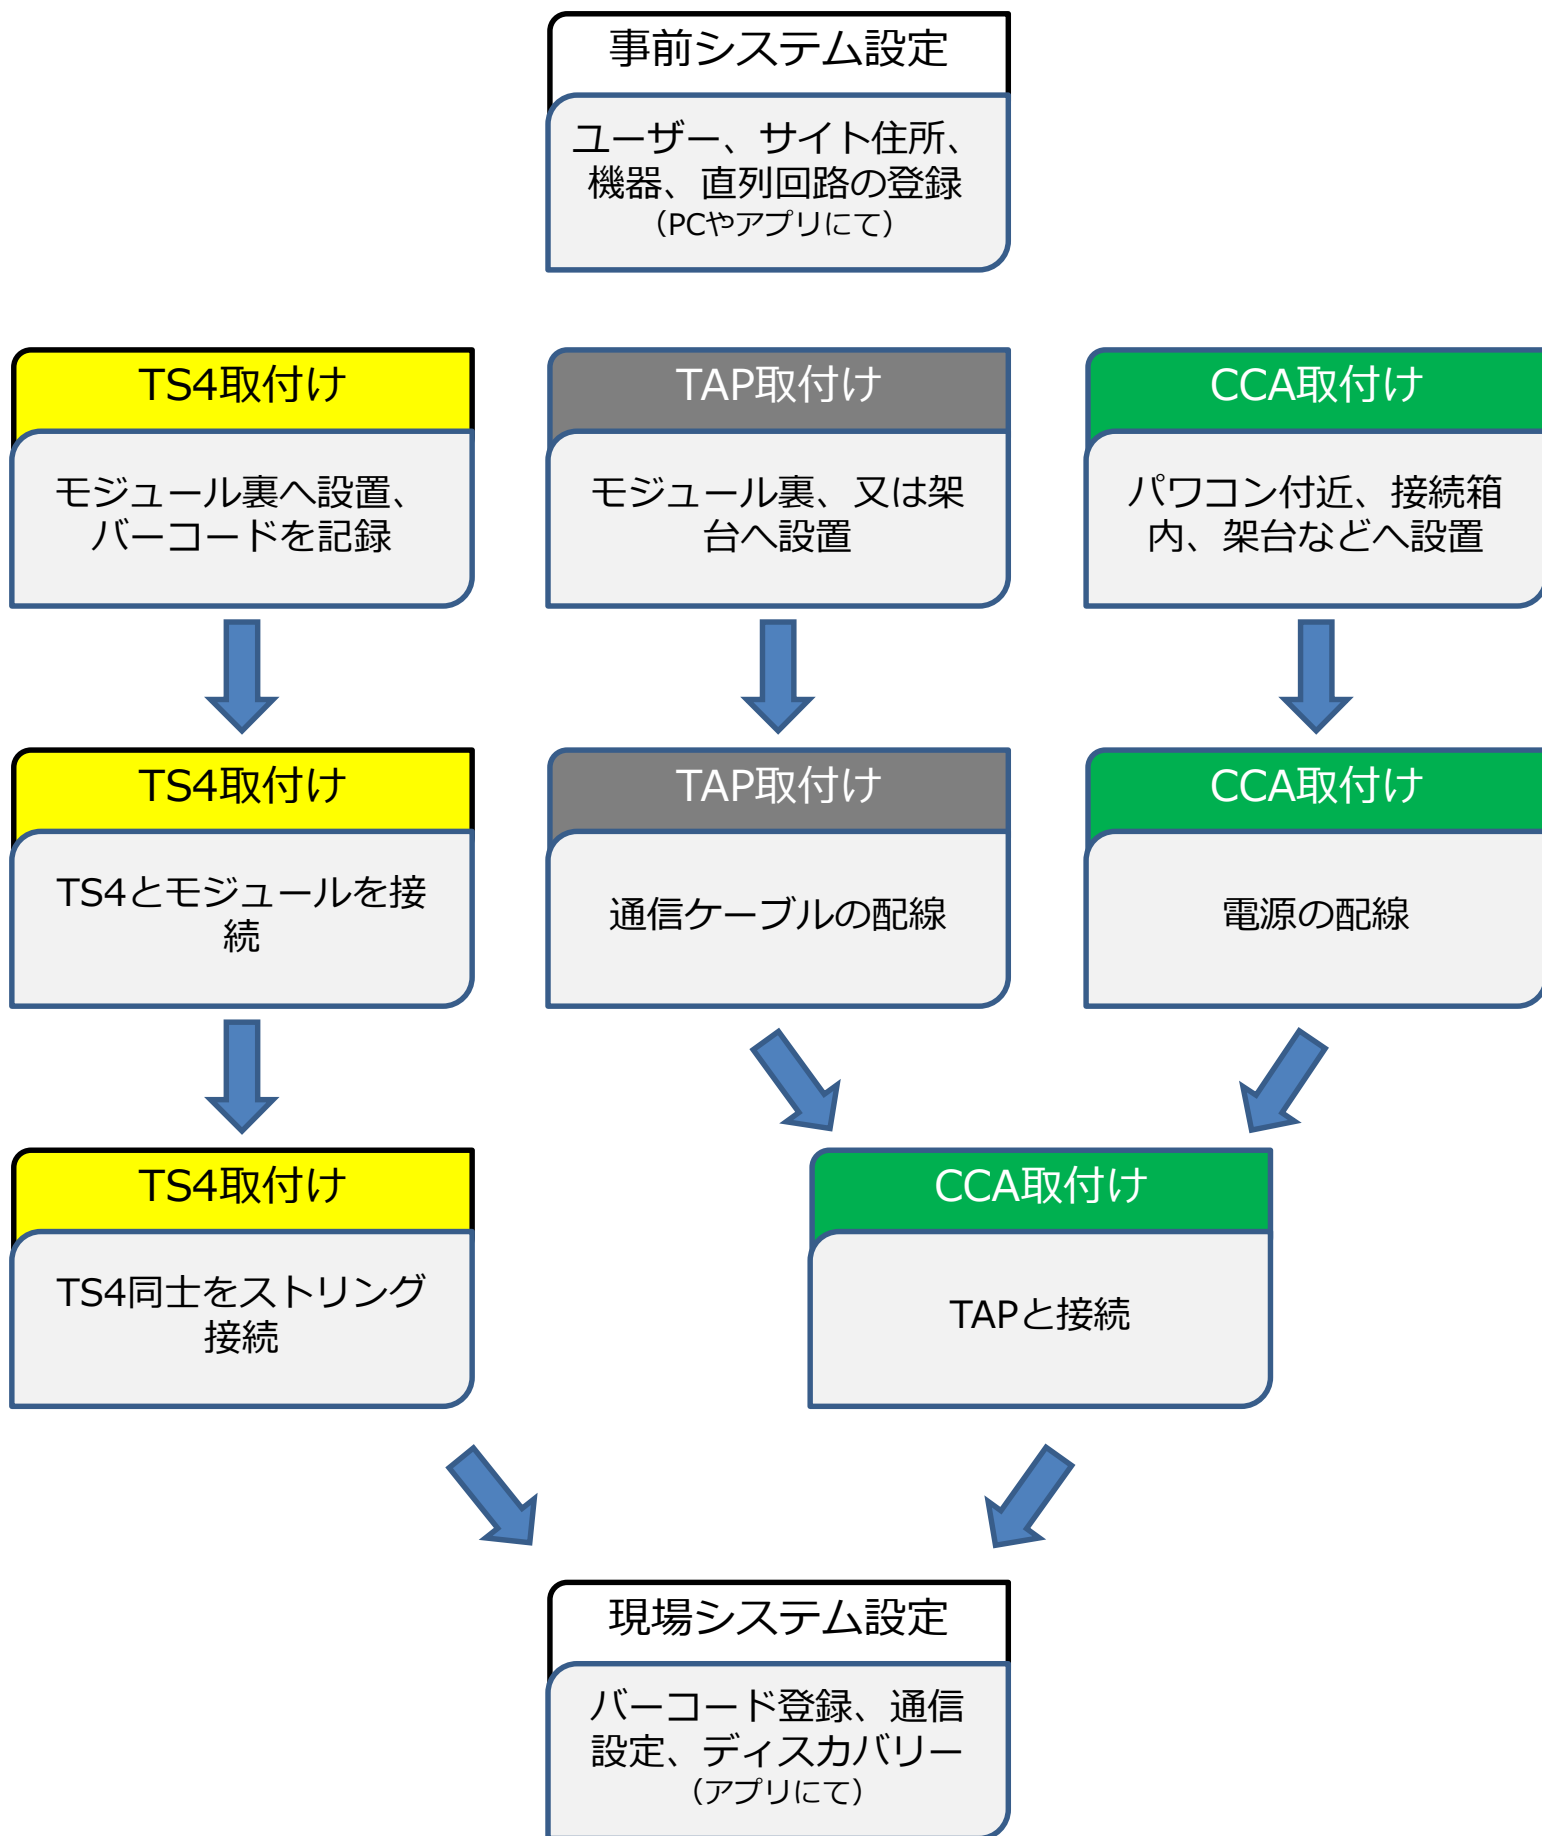 事前システム設定
ユーザー、サイト住所、
機器、直列回路の登録
（PCやアプリにて）
TS4取付け
モジュール裏へ設置、
バーコードを記録
TAP取付け
モジュール裏、又は架
台へ設置
CCA取付け
パワコン付近、接続箱
内、架台などへ設置
TS4取付け
TS4とモジュールを接
続
TAP取付け
通信ケーブルの配線
CCA取付け
電源の配線
TS4取付け
TS4同士をストリング
接続
CCA取付け
TAPと接続
現場システム設定
バーコード登録、通信
設定、ディスカバリー
（アプリにて）